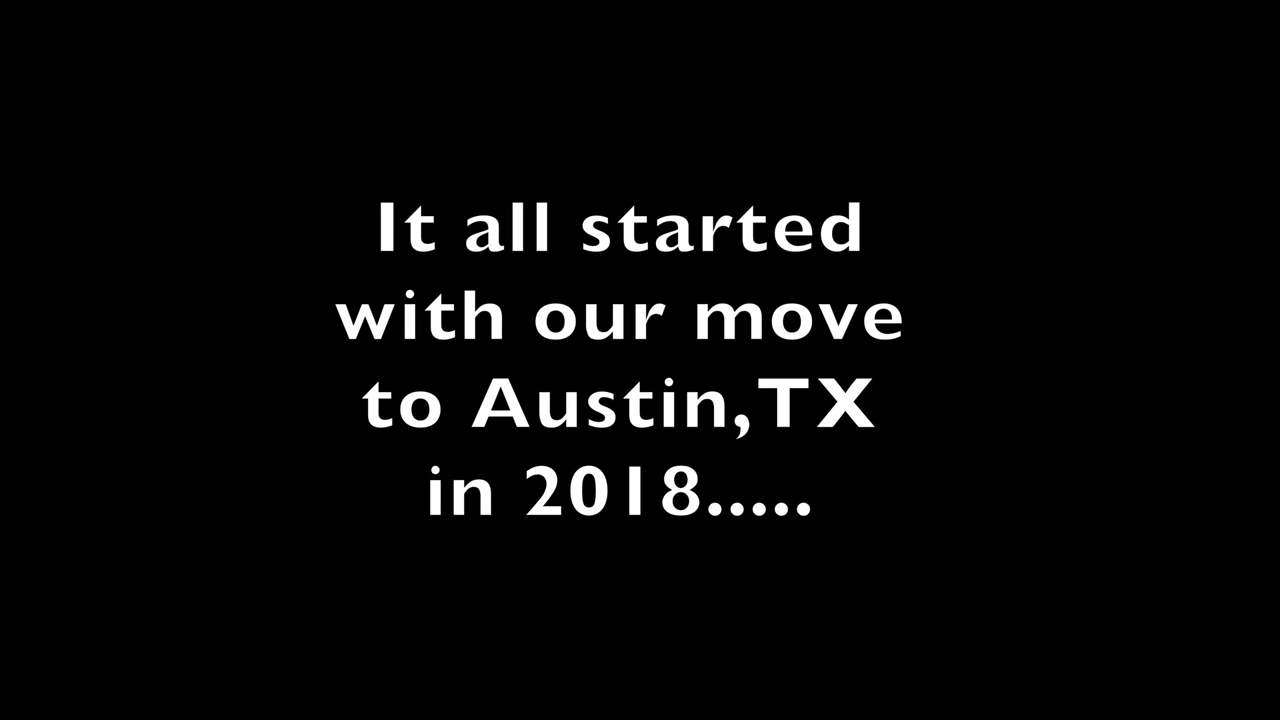 It all started
with our move
to Austin,TX
in 2018.....